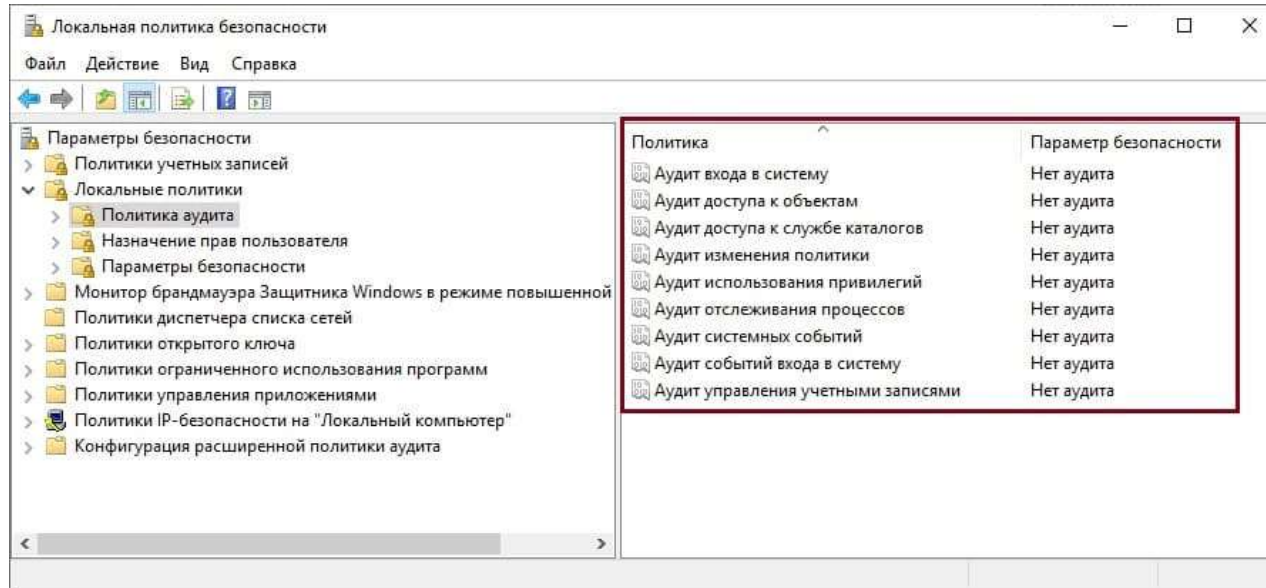 Локальная политика безопасности
Файл Действие Вид Справка
Параметры безопасности
Политики учетных записей
Локальные политики
Политика аудита
Назначение прав пользователя
Параметры безопасности
Монитор брандмауэра Защитника Windows в режиме повышенной
Политики диспетчера списка сетей
Политики открытого ключа
Политики ограниченного использования программ
Политики управления приложениями
Политики IP-безопасности на "Локальный компьютер"
Конфигурация расширенной политики аудита
Политика Параметр безопасности
Аудит входа в систему Нет аудита
Аудит доступа к объектам Нет аудита
Аудит доступа к службе каталогов Нет аудита
Аудит изменения политики Нет аудита
Аудит использования привилегий Нет аудита
Аудит отслеживания процессов Нет аудита
Аудит системных событий Нет аудита
Аудит событий входа в систему Нет аудита
Аудит управления учетными записями Нет аудита